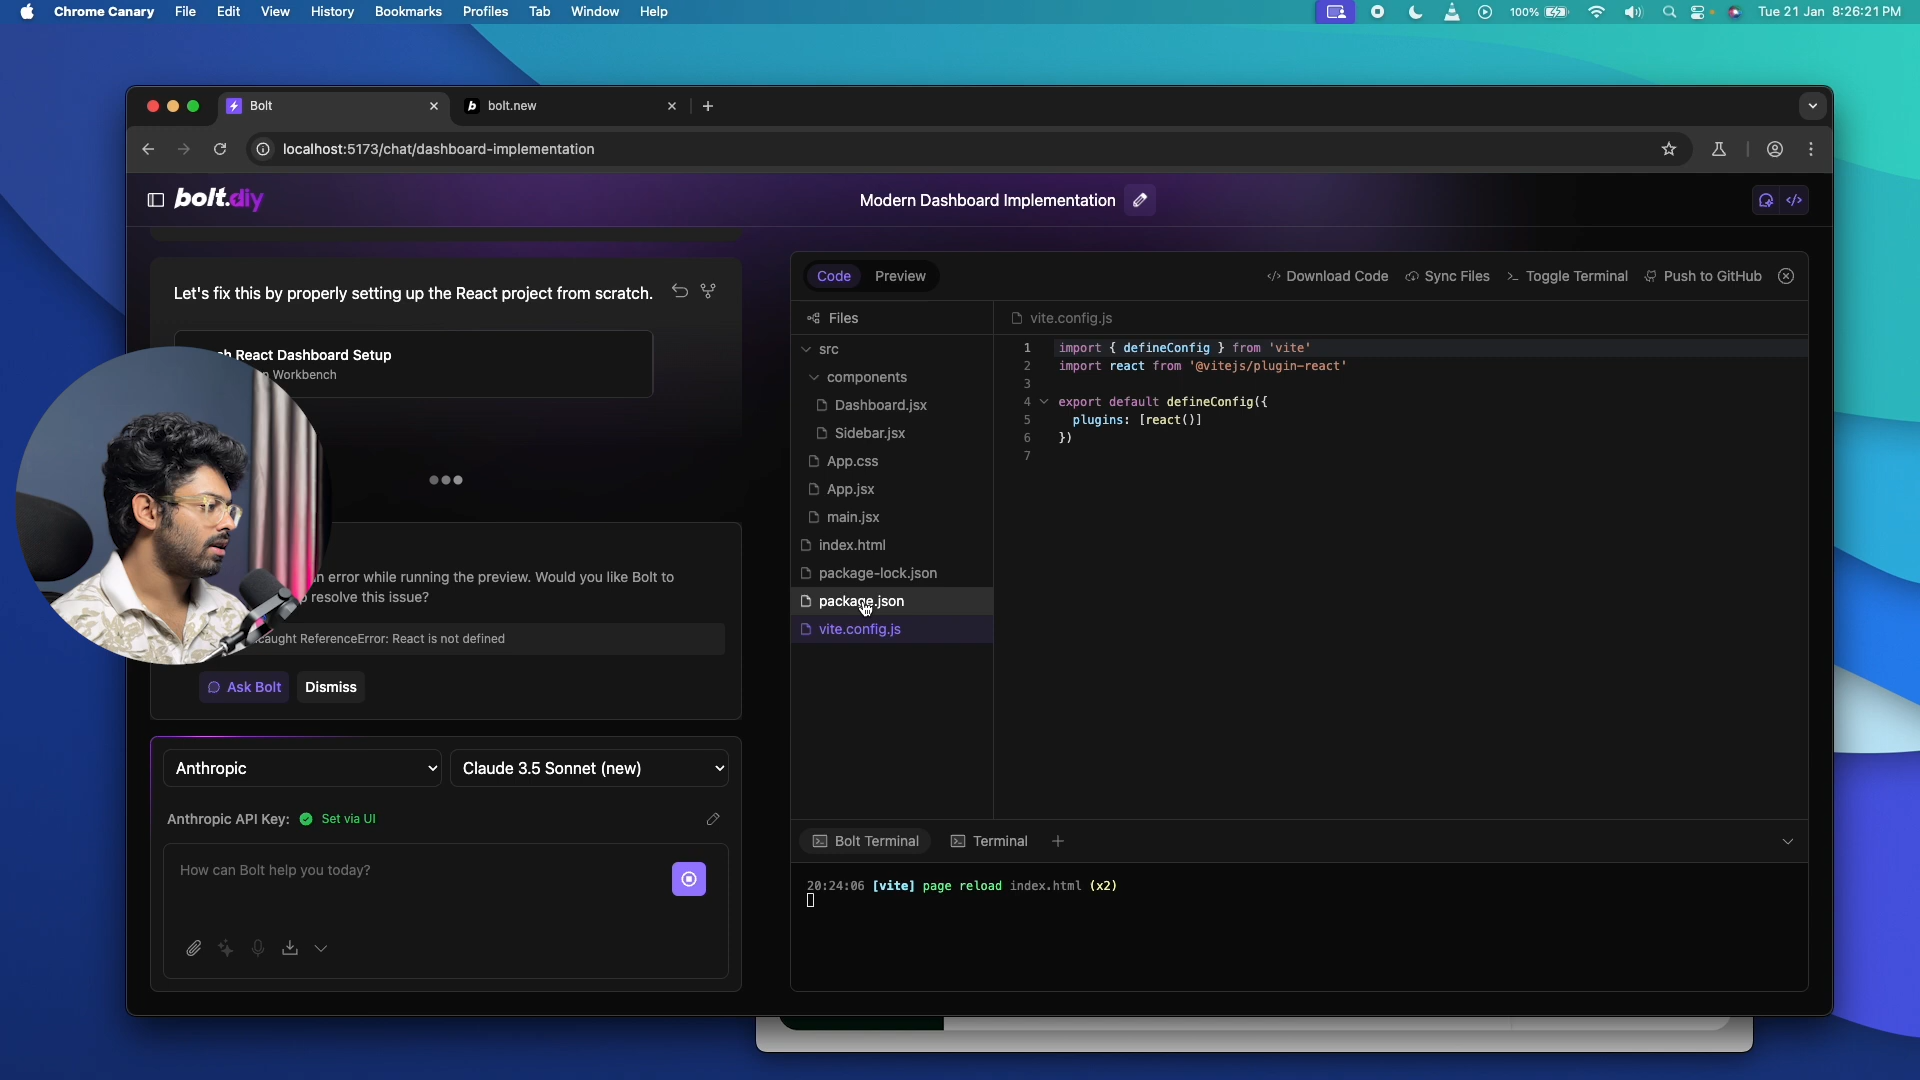 Chrome Canary File Edit View History Bookmarks Profiles Tab Window Help 100% Tue 21 Jan 8:26:21 PM
Bolt bolt.new
localhost:5173/chat/dashboard-implementation
bolt.diy Modern Dashboard Implementation
Let's fix this by properly setting up the React project from scratch.
React Dashboard Setup
Workbench
error while running the preview. Would you like Bolt to
resolve this issue?
ReferenceError: React is not defined
Ask Bolt Dismiss
Anthropic Claude 3.5 Sonnet (new)
Anthropic API Key: Set via UI
How can Bolt help you today?
Code Preview Download Code Sync Files Toggle Terminal Push to GitHub
Files
src
components
Dashboard.jsx
Sidebar.jsx
App.css
App.jsx
main.jsx
index.html
package-lock.json
package.json
vite.config.js
vite.config.js
1 import { defineConfig } from 'vite'
2 import react from '@vitejs/plugin-react'
3
4 export default defineConfig({
5 plugins: [react()]
6 })
7
Bolt Terminal Terminal
20:24:06 [vite] page reload index.html (x2)